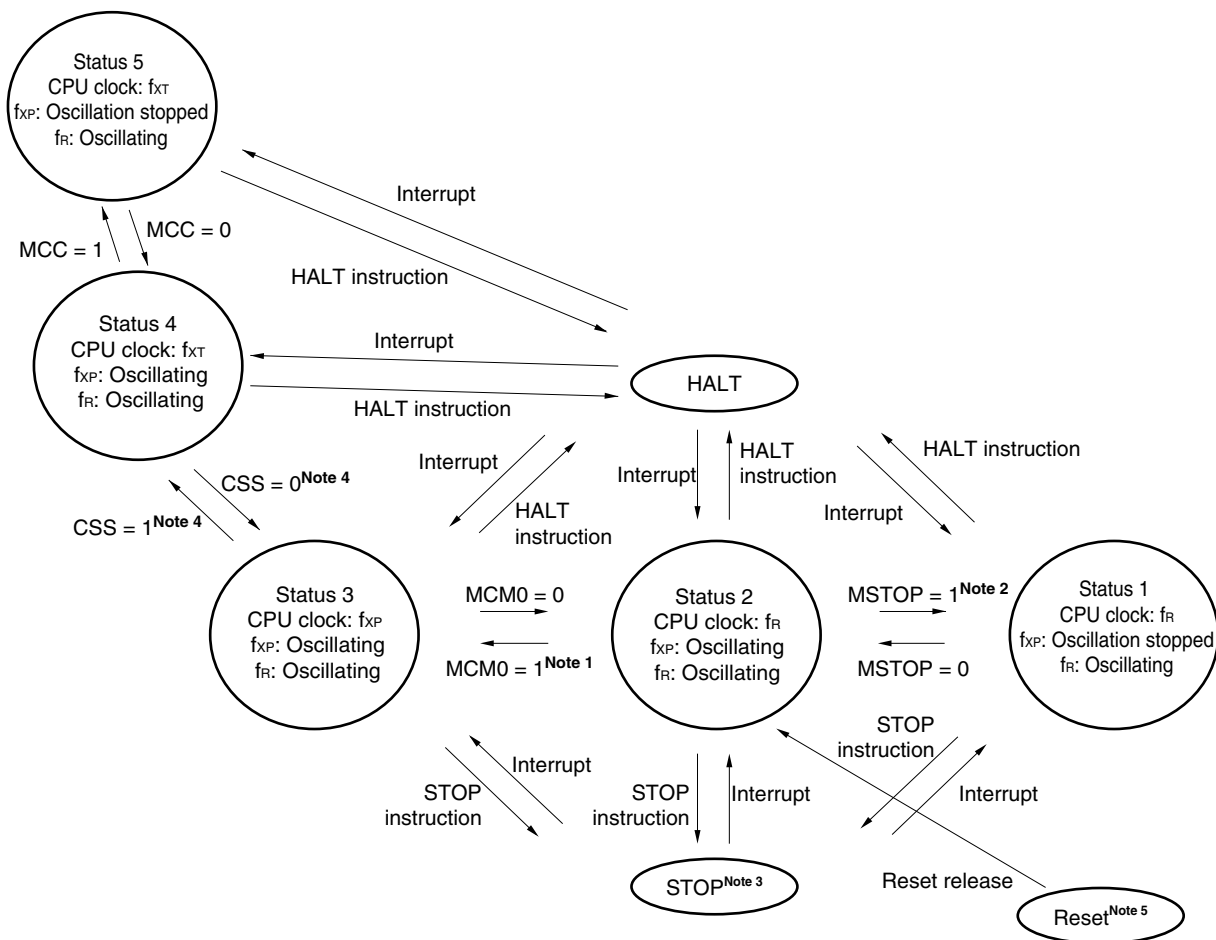 Status 5
CPU clock: fXT
fXP: Oscillation stopped
fR: Oscillating
Interrupt
MCC = 0
MCC = 1
HALT instruction
Status 4
CPU clock: fXT
fXP: Oscillating
fR: Oscillating
Interrupt
HALT instruction
HALT
CSS = 0Note 4
CSS = 1Note 4
Interrupt
HALT
instruction
Interrupt
HALT
instruction
HALT instruction
Interrupt
Status 3
CPU clock: fXP
fXP: Oscillating
fR: Oscillating
MCM0 = 0
MCM0 = 1Note 1
Status 2
CPU clock: fR
fXP: Oscillating
fR: Oscillating
MSTOP = 1Note 2
MSTOP = 0
Status 1
CPU clock: fR
fXP: Oscillation stopped
fR: Oscillating
STOP
instruction
Interrupt
STOP
instruction
Interrupt
STOP
instruction
Interrupt
STOPNote 3
Reset release
ResetNote 5